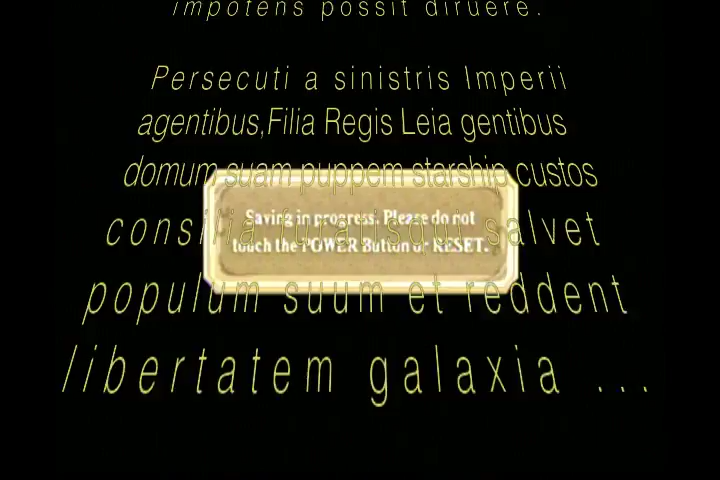 impotens possit diruere.
Persecuti a sinistris Imperii
agentibus,Filia Regis Leia gentibus
domum suam puppem starship custos
consilia furatisqui salvet
Saving in progress. Please do not
touch the POWER Button or RESET.
populum suum et reddent
libertatem galaxia ...